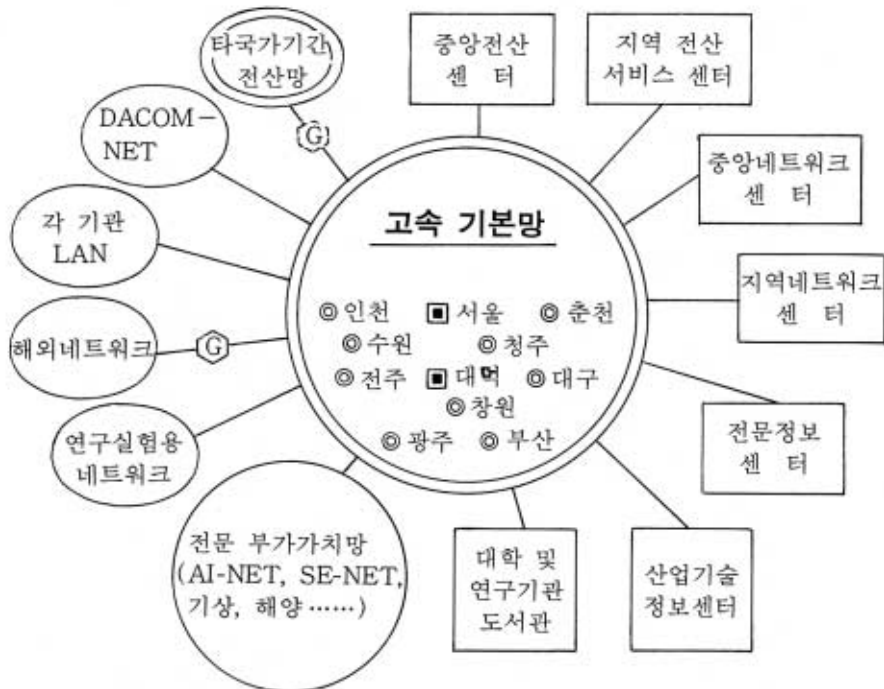 타국가기간
전산망
중앙전산
센 터
지역 전산
서비스 센터
G
DACOM-
NET
중앙네트워크
센 터
각 기관
LAN
고속 기본망
지역네트워크
센 터
◎인천 ▣서울 ◎춘천
해외네트워크
G
◎수원 ◎청주
◎전주 ▣대덕 ◎대구
◎창원
◎광주 ◎부산
연구실험용
네트워크
전문정보
센 터
전문 부가가치망
(AI-NET, SE-NET,
기상, 해양……)
대학 및
연구기관
도서관
산업기술
정보센터